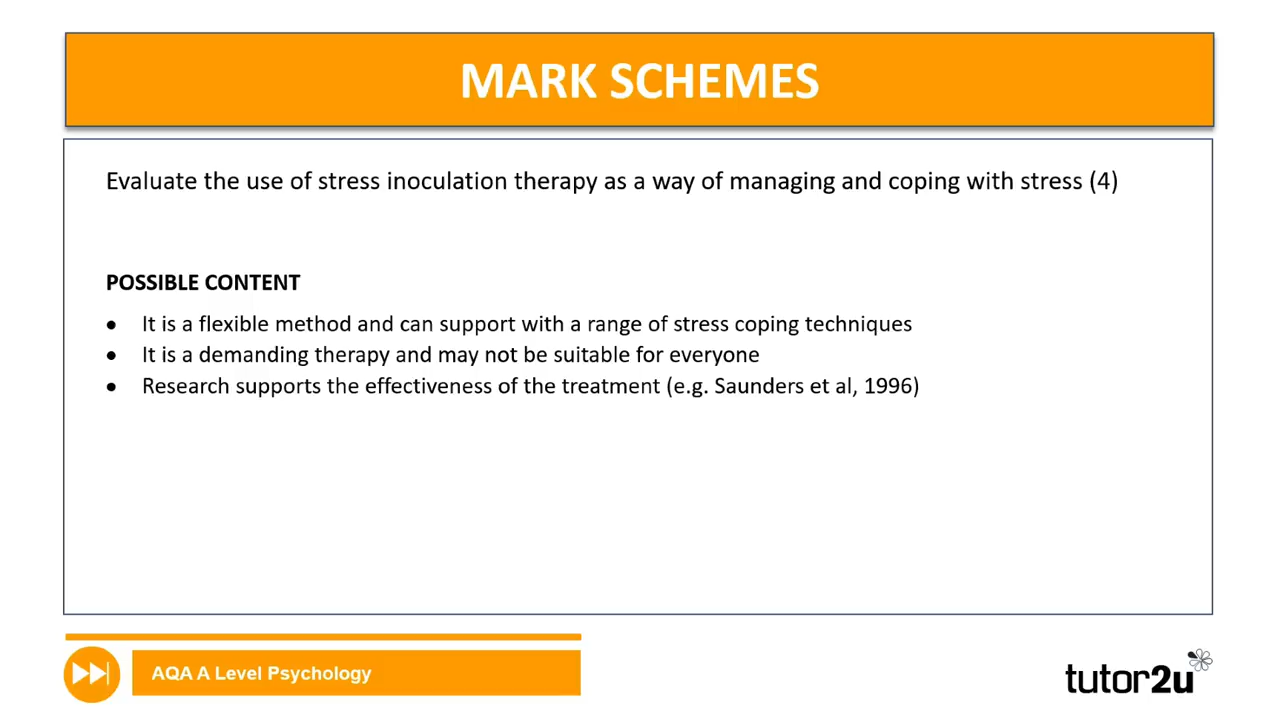 MARK SCHEMES
Evaluate the use of stress inoculation therapy as a way of managing and coping with stress (4)
POSSIBLE CONTENT
• It is a flexible method and can support with a range of stress coping techniques
• It is a demanding therapy and may not be suitable for everyone
• Research supports the effectiveness of the treatment (e.g. Saunders et al, 1996)
AQA A Level Psychology
tutor2u